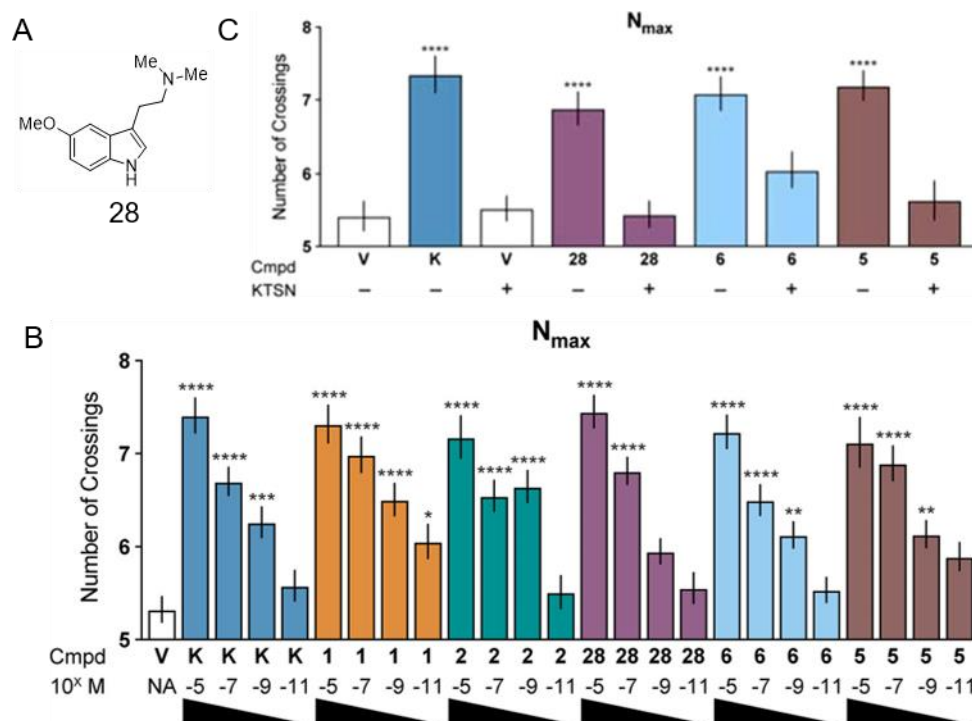 A
Me
N
Me
MeO
N
H
28
C
N_max
Number of Crossings
8
7
6
5
****
****
****
****
Cmpd V K V 28 28 6 6 5 5
KTSN – – + – + – + – +
B
N_max
Number of Crossings
8
7
6
5
**** **** *** 
**** **** **** *
**** **** ****
**** ****
**** **** **
**** **** **
Cmpd V K K K K 1 1 1 1 2 2 2 2 28 28 28 28 6 6 6 6 5 5 5 5
10^x M NA -5 -7 -9 -11 -5 -7 -9 -11 -5 -7 -9 -11 -5 -7 -9 -11 -5 -7 -9 -11 -5 -7 -9 -11